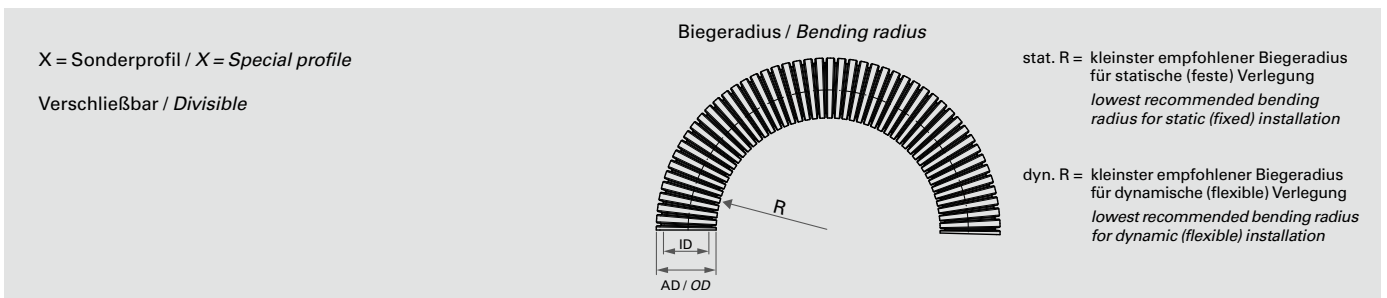 X = Sonderprofil / X = Special profile
Verschließbar / Divisible
Biegeradius / Bending radius
R
ID
AD / OD
stat. R = kleinster empfohlener Biegeradius
für statische (feste) Verlegung
lowest recommended bending
radius for static (fixed) installation
dyn. R = kleinster empfohlener Biegeradius
für dynamische (flexible) Verlegung
lowest recommended bending radius
for dynamic (flexible) installation